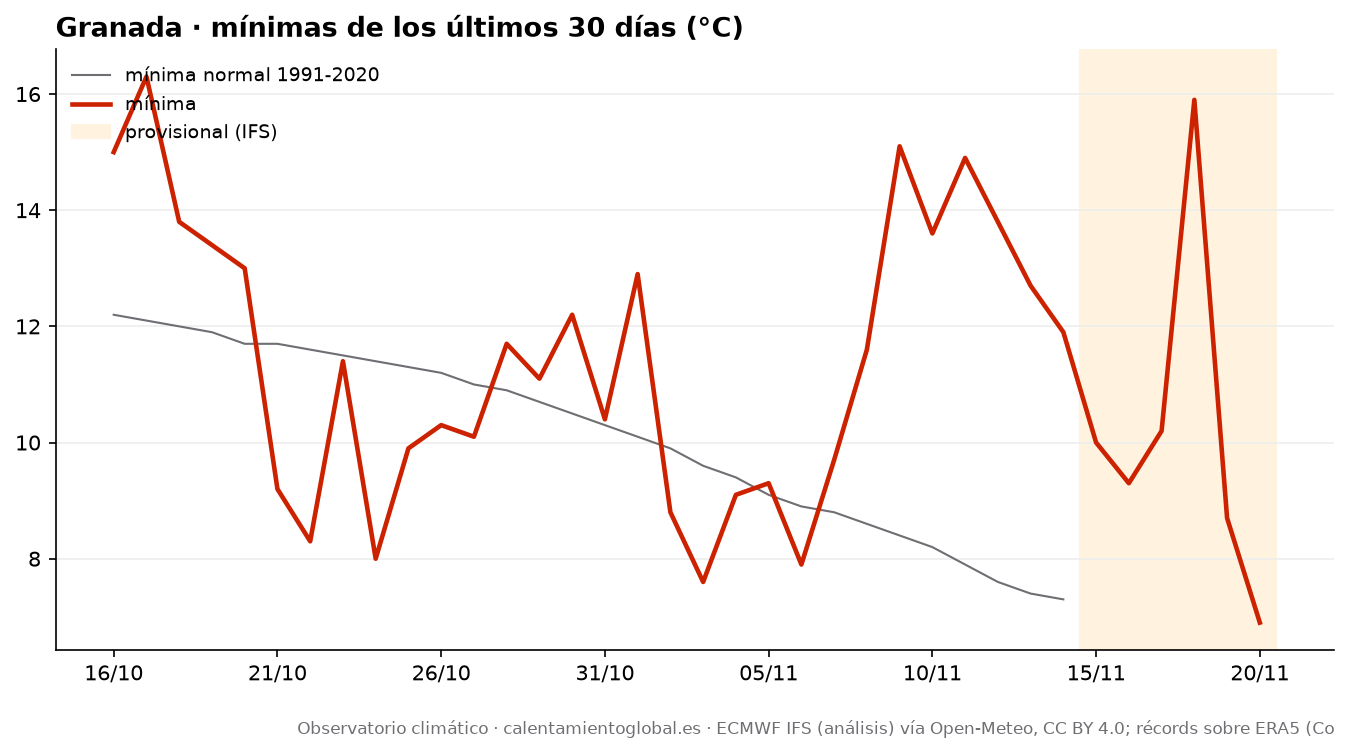 Granada · mínimas de los últimos 30 días (°C)
mínima normal 1991-2020
mínima
provisional (IFS)
16
14
12
10
8
16/10 21/10 26/10 31/10 05/11 10/11 15/11 20/11
Observatorio climático · calentamientoglobal.es · ECMWF IFS (análisis) vía Open-Meteo, CC BY 4.0; récords sobre ERA5 (Co